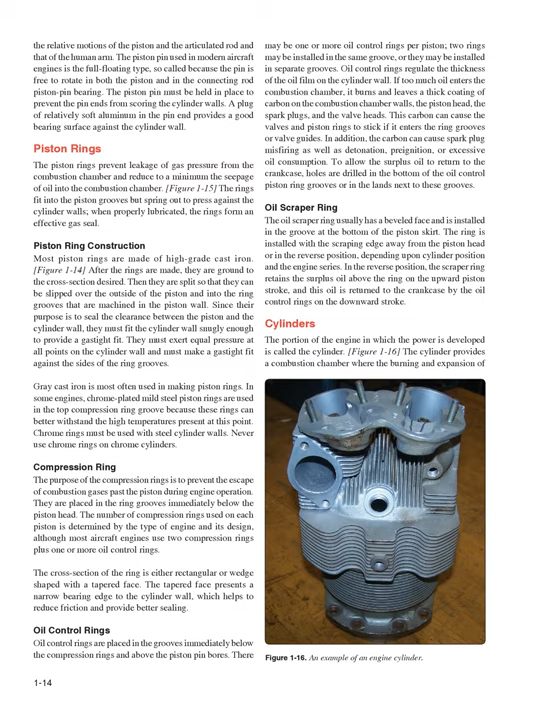 the relative motions of the piston and the articulated rod and
that of the human arm. The piston pin used in modern aircraft
engines is the full-floating type, so called because the pin is
free to rotate in both the piston and in the connecting rod
piston-pin bearing. The piston pin must be held in place to
prevent the pin ends from scoring the cylinder walls. A plug
of relatively soft aluminum in the pin end provides a good
bearing surface against the cylinder wall.
Piston Rings
The piston rings prevent leakage of gas pressure from the
combustion chamber and reduce to a minimum the seepage
of oil into the combustion chamber. [Figure 1-15] The rings
fit into the piston grooves but spring out to press against the
cylinder walls; when properly lubricated, the rings form an
effective gas seal.
Piston Ring Construction
Most piston rings are made of high-grade cast iron.
[Figure 1-14] After the rings are made, they are ground to
the cross-section desired. Then they are split so that they can
be slipped over the outside of the piston and into the ring
grooves that are machined in the piston wall. Since their
purpose is to seal the clearance between the piston and the
cylinder wall, they must fit the cylinder wall snugly enough
to provide a gastight fit. They must exert equal pressure at
all points on the cylinder wall and must make a gastight fit
against the sides of the ring grooves.
Gray cast iron is most often used in making piston rings. In
some engines, chrome-plated mild steel piston rings are used
in the top compression ring groove because these rings can
better withstand the high temperatures present at this point.
Chrome rings must be used with steel cylinder walls. Never
use chrome rings on chrome cylinders.
Compression Ring
The purpose of the compression rings is to prevent the escape
of combustion gases past the piston during engine operation.
They are placed in the ring grooves immediately below the
piston head. The number of compression rings used on each
piston is determined by the type of engine and its design,
although most aircraft engines use two compression rings
plus one or more oil control rings.
The cross-section of the ring is either rectangular or wedge
shaped with a tapered face. The tapered face presents a
narrow bearing edge to the cylinder wall, which helps to
reduce friction and provide better sealing.
Oil Control Rings
Oil control rings are placed in the grooves immediately below
the compression rings and above the piston pin bores. There
may be one or more oil control rings per piston; two rings
may be installed in the same groove, or they may be installed
in separate grooves. Oil control rings regulate the thickness
of the oil film on the cylinder wall. If too much oil enters the
combustion chamber, it burns and leaves a thick coating of
carbon on the combustion chamber walls, the piston head, the
spark plugs, and the valve heads. This carbon can cause the
valves and piston rings to stick if it enters the ring grooves
or valve guides. In addition, the carbon can cause spark plug
misfiring as well as detonation, preignition, or excessive
oil consumption. To allow the surplus oil to return to the
crankcase, holes are drilled in the bottom of the oil control
piston ring grooves or in the lands next to these grooves.
Oil Scraper Ring
The oil scraper ring usually has a beveled face and is installed
in the groove at the bottom of the piston skirt. The ring is
installed with the scraping edge away from the piston head
or in the reverse position, depending upon cylinder position
and the engine series. In the reverse position, the scraper ring
retains the surplus oil above the ring on the upward piston
stroke, and this oil is returned to the crankcase by the oil
control rings on the downward stroke.
Cylinders
The portion of the engine in which the power is developed
is called the cylinder. [Figure 1-16] The cylinder provides
a combustion chamber where the burning and expansion of
Figure 1-16. An example of an engine cylinder.
1-14